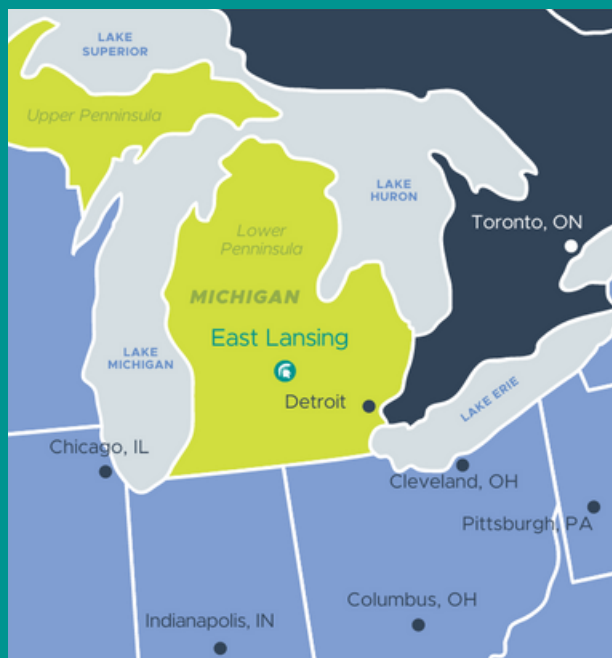 LAKE
SUPERIOR
Upper Penninsula
LAKE
HURON
Toronto, ON
Lower
Penninsula
MICHIGAN
East Lansing
LAKE
MICHIGAN
Detroit
LAKE ERIE
Chicago, IL
Cleveland, OH
Pittsburgh, PA
Columbus, OH
Indianapolis, IN